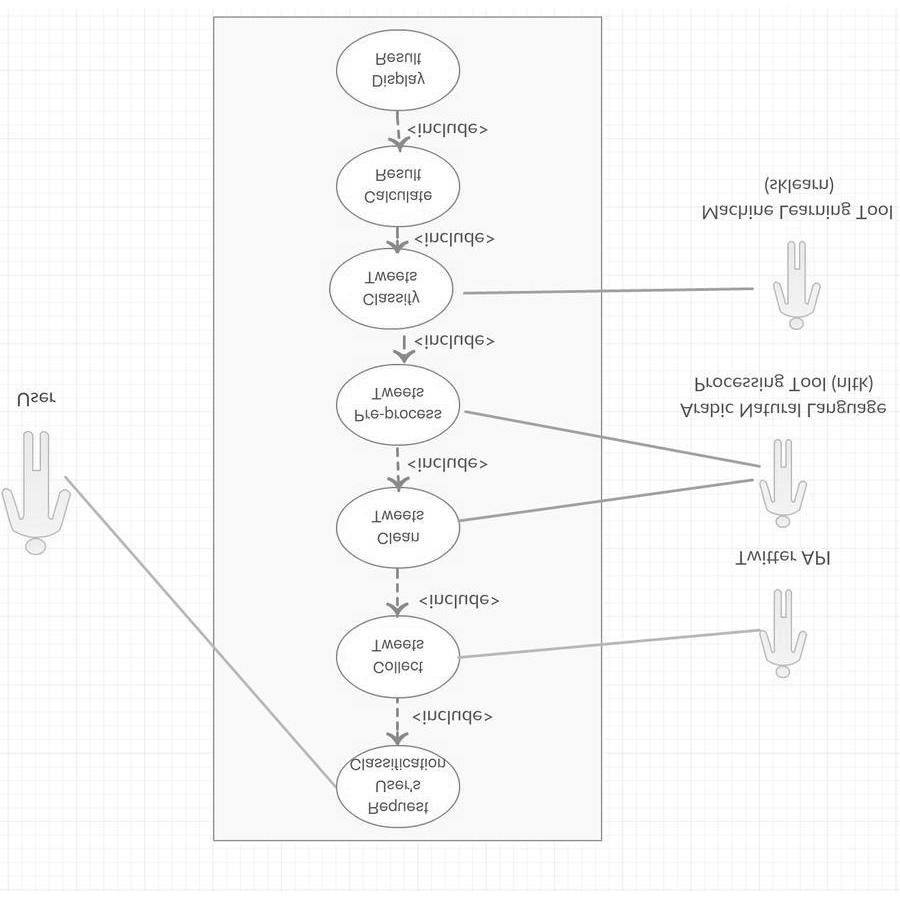 Request
User's
Classification
<include>
Collect
Tweets
<include>
Clean
Tweets
<include>
Pre-process
Tweets
<include>
Classify
Tweets
<include>
Calculate
Result
<include>
Display
Result
User
Twitter API
Arabic Natural Language
Processing Tool (nltk)
Machine Learning Tool
(sklearn)